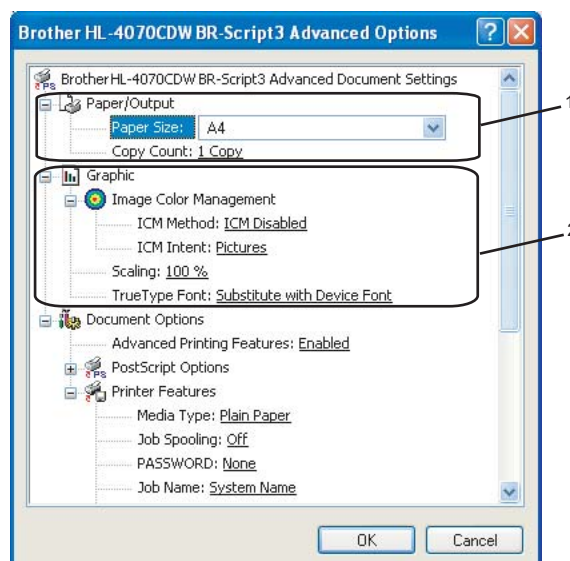 Brother HL-4070CDW BR-Script3 Advanced Options
Brother HL-4070CDW BR-Script3 Advanced Document Settings
Paper/Output
Paper Size: A4
Copy Count: 1 Copy
1
Graphic
Image Color Management
ICM Method: ICM Disabled
ICM Intent: Pictures
2
Scaling: 100 %
TrueType Font: Substitute with Device Font
Document Options
Advanced Printing Features: Enabled
PostScript Options
Printer Features
Media Type: Plain Paper
Job Spooling: Off
PASSWORD: None
Job Name: System Name
OK Cancel